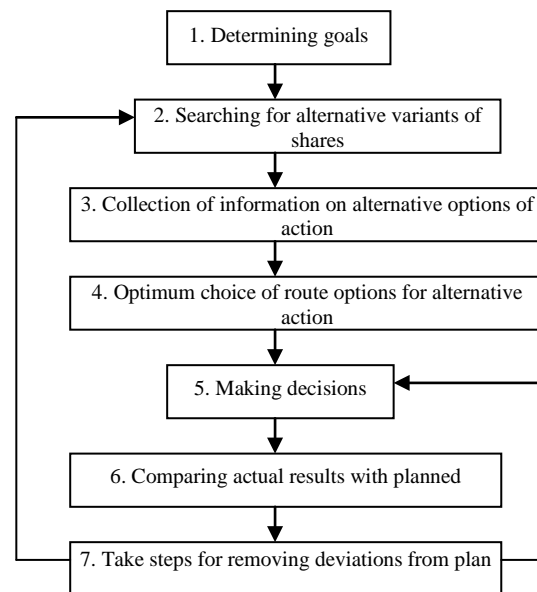 1. Determining goals
2. Searching for alternative variants of
shares
3. Collection of information on alternative options of
action
4. Optimum choice of route options for alternative
action
5. Making decisions
6. Comparing actual results with planned
7. Take steps for removing deviations from plan